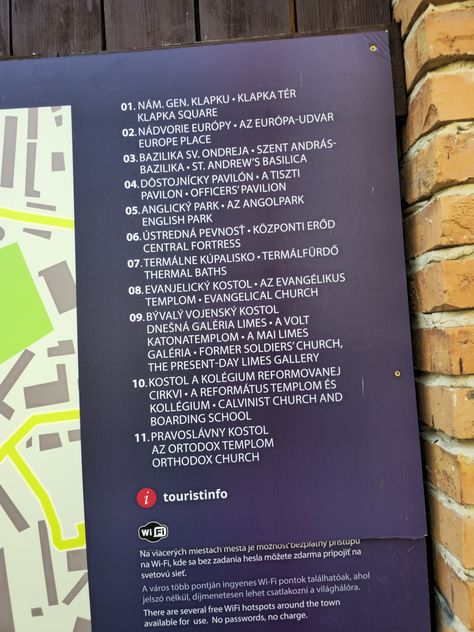 01. NÁM. GEN. KLAPKU • KLAPKA TÉR
KLAPKA SQUARE
02. NÁDVORIE EURÓPY • AZ EURÓPA-UDVAR
EUROPE PLACE
03. BAZILIKA SV. ONDREJA • SZENT ANDRÁS-
BAZILIKA • ST. ANDREW'S BASILICA
04. DÔSTOJNÍCKY PAVILÓN • A TISZTI
PAVILON • OFFICERS' PAVILION
05. ANGLICKÝ PARK • AZ ANGOLPARK
ENGLISH PARK
06. ÚSTREDNÁ PEVNOSŤ • KÖZPONTI ERŐD
CENTRAL FORTRESS
07. TERMÁLNE KÚPALISKO • TERMÁLFÜRDŐ
THERMAL BATHS
08. EVANJELICKÝ KOSTOL • AZ EVANGÉLIKUS
TEMPLOM • EVANGELICAL CHURCH
09. BÝVALÝ VOJENSKÝ KOSTOL
DNEŠNÁ GALÉRIA LIMES • A VOLT
KATONATEMPLOM • A MAI LIMES
GALÉRIA • FORMER SOLDIERS' CHURCH,
THE PRESENT-DAY LIMES GALLERY
10. KOSTOL A KOLÉGIUM REFORMOVANEJ
CIRKVI • A REFORMÁTUS TEMPLOM ÉS
KOLLÉGIUM • CALVINIST CHURCH AND
BOARDING SCHOOL
11. PRAVOSLÁVNY KOSTOL
AZ ORTODOX TEMPLOM
ORTHODOX CHURCH
i touristinfo
WiFi
Na viacerých miestach mesta je možnosť bezplatný prístupu
na Wi-Fi, kde sa bez zadania hesla môžete zdarma pripojiť na
svetovú sieť.
A város több pontján ingyenes Wi-Fi pontok találhatóak, ahol
jelszó nélkül, díjmenetesen lehet csatlakozni a világhálóra.
There are several free WiFi hotspots around the town
available for use. No passwords, no charge.